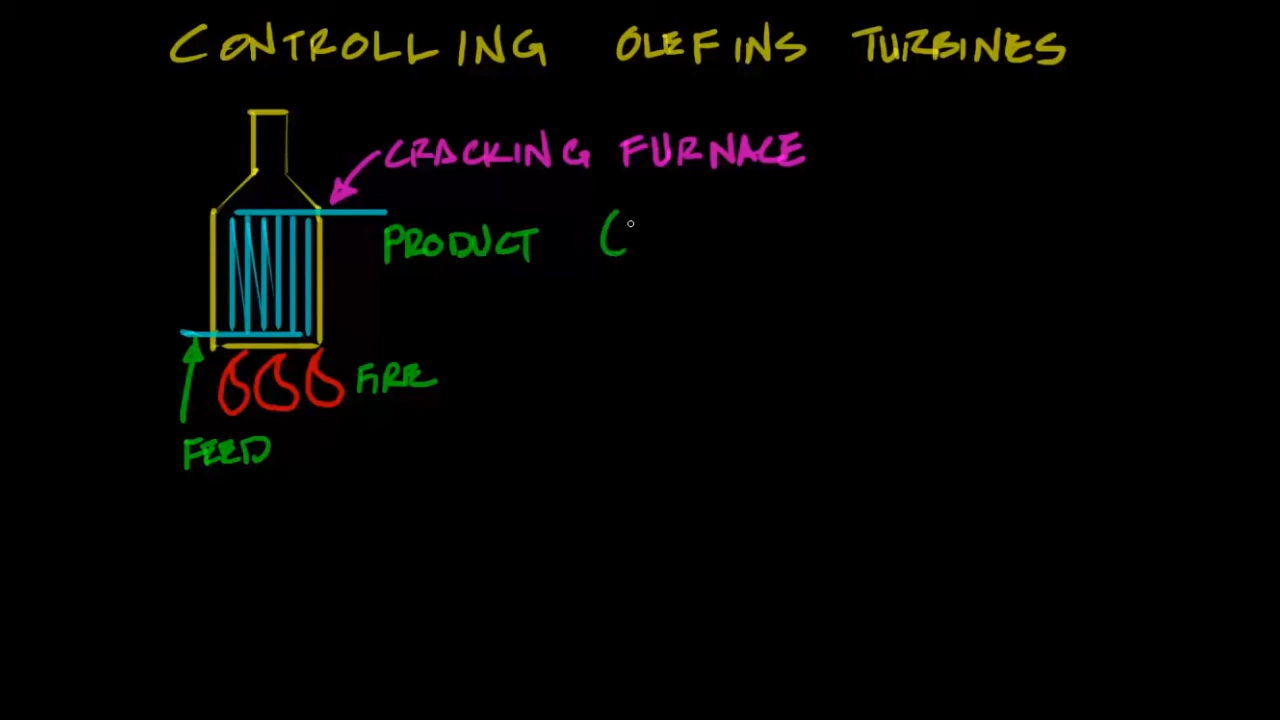 CONTROLLING OLEFINS TURBINES
CRACKING FURNACE
PRODUCT (
FIRE
FEED